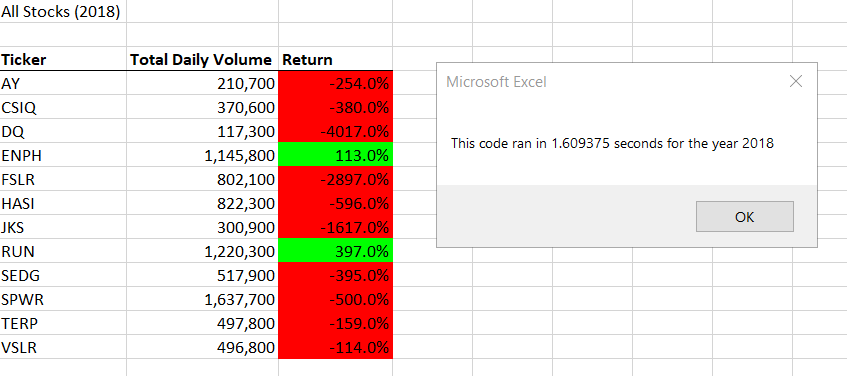 All Stocks (2018)
Ticker Total Daily Volume Return
AY 210,700 -254.0%
CSIQ 370,600 -380.0%
DQ 117,300 -4017.0%
ENPH 1,145,800 113.0%
FSLR 802,100 -2897.0%
HASI 822,300 -596.0%
JKS 300,900 -1617.0%
RUN 1,220,300 397.0%
SEDG 517,900 -395.0%
SPWR 1,637,700 -500.0%
TERP 497,800 -159.0%
VSLR 496,800 -114.0%
Microsoft Excel
This code ran in 1.609375 seconds for the year 2018
OK